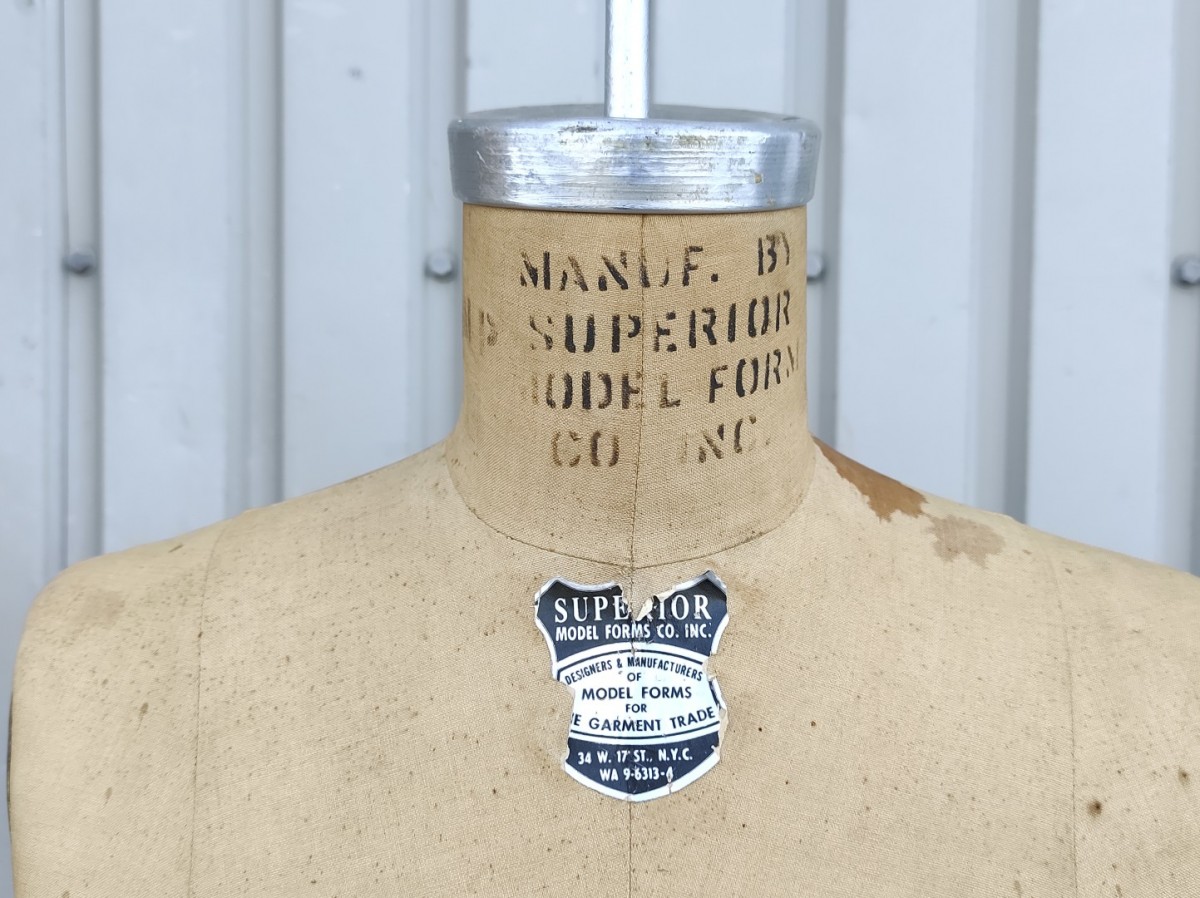 MANUF. BY
SUPERIOR
MODEL FORM
CO INC.
SUPERIOR
MODEL FORMS CO. INC.
DESIGNERS & MANUFACTURERS
OF
MODEL FORMS
FOR
E GARMENT TRADE
34 W. 17 ST., N.Y.C.
WA 9-6313-4